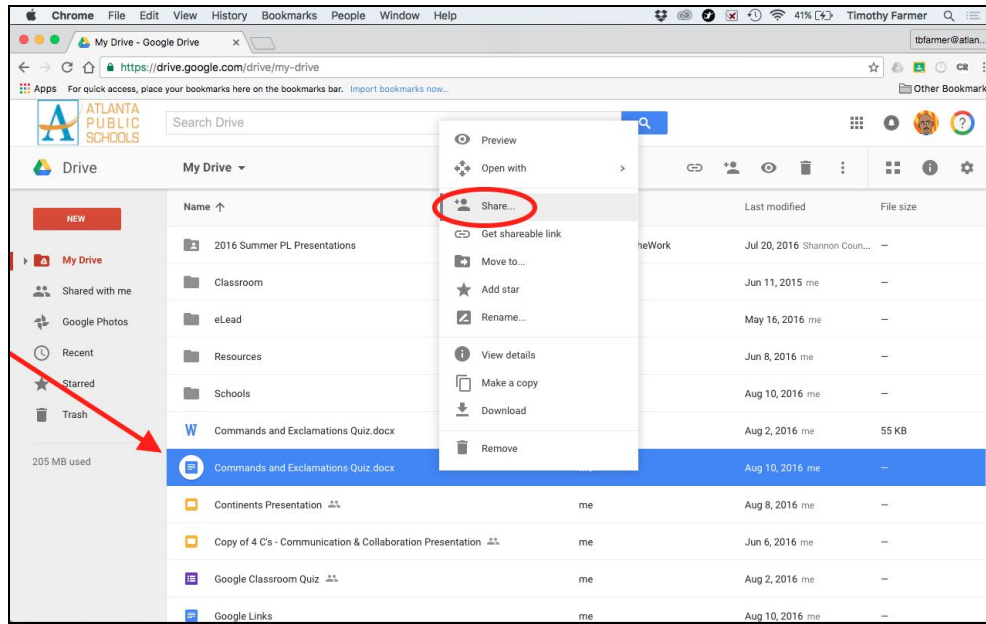 Chrome File Edit View History Bookmarks People Window Help 41% Timothy Farmer
My Drive - Google Drive tbfarmer@atlan..
https://drive.google.com/drive/my-drive
Apps For quick access, place your bookmarks here on the bookmarks bar. Import bookmarks now... Other Bookmark
ATLANTA
PUBLIC
SCHOOLS
Search Drive
Drive My Drive
NEW
My Drive
Shared with me
Google Photos
Recent
Starred
Trash
205 MB used
Name Last modified File size
2016 Summer PL Presentations heWork Jul 20, 2016 Shannon Coun... –
Classroom Jun 11, 2015 me –
eLead May 16, 2016 me –
Resources Jun 8, 2016 me –
Schools Aug 10, 2016 me –
W Commands and Exclamations Quiz.docx Aug 2, 2016 me 55 KB
Commands and Exclamations Quiz.docx Aug 10, 2016 me –
Continents Presentation me Aug 8, 2016 me –
Copy of 4 C's - Communication & Collaboration Presentation me Jun 6, 2016 me –
Google Classroom Quiz me Aug 2, 2016 me –
Google Links me Aug 10, 2016 me –
Preview
Open with
Share...
Get shareable link
Move to...
Add star
Rename...
View details
Make a copy
Download
Remove